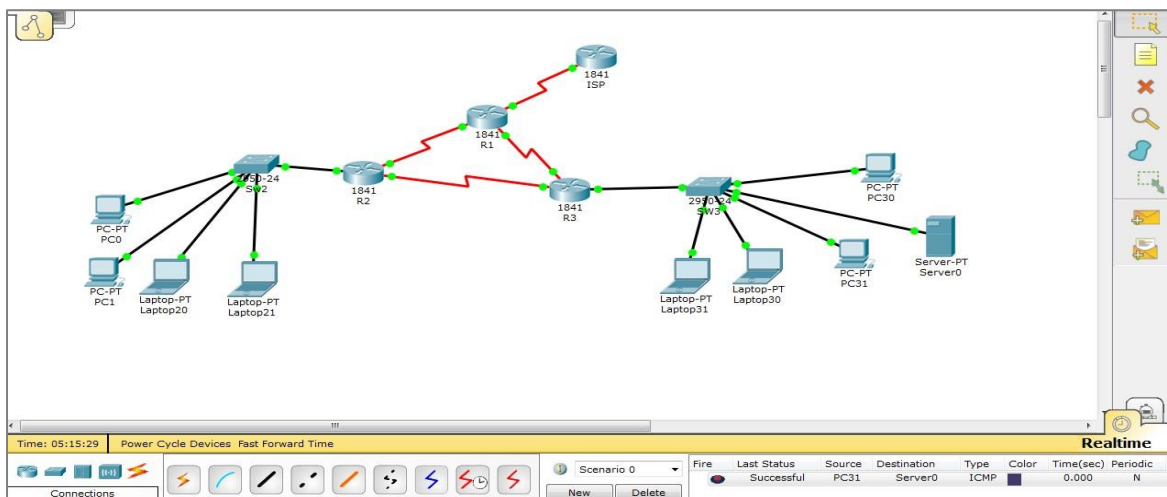 1841
ISP
1841
R1
2950-24
SW2
1841
R2
1841
R3
2950-24
SW3
PC-PT
PC30
PC-PT
PC0
Server-PT
Server0
PC-PT
PC31
PC-PT
PC1
Laptop-PT
Laptop20
Laptop-PT
Laptop21
Laptop-PT
Laptop31
Laptop-PT
Laptop30
Time: 05:15:29 Power Cycle Devices Fast Forward Time
Realtime
Connections
Scenario 0
New Delete
Fire Last Status Source Destination Type Color Time(sec) Periodic
Successful PC31 Server0 ICMP 0.000 N